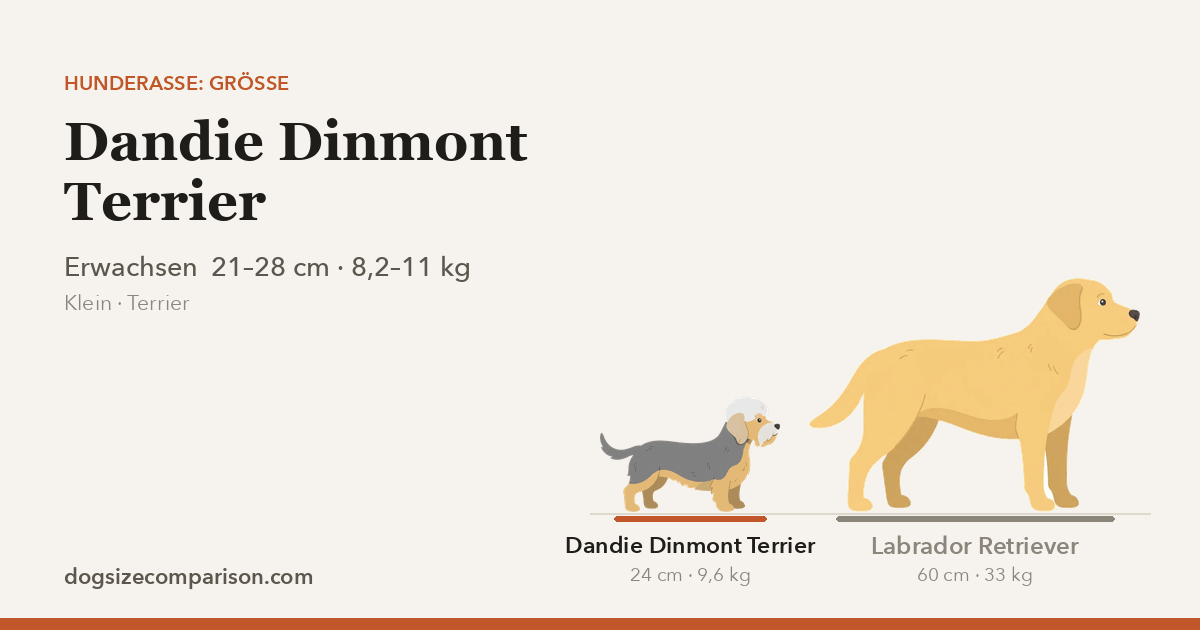 HUNDERASSE: GRÖSSE
Dandie Dinmont
Terrier
Erwachsen 21–28 cm · 8,2–11 kg
Klein · Terrier
Dandie Dinmont Terrier
24 cm · 9,6 kg
Labrador Retriever
60 cm · 33 kg
dogsizecomparison.com